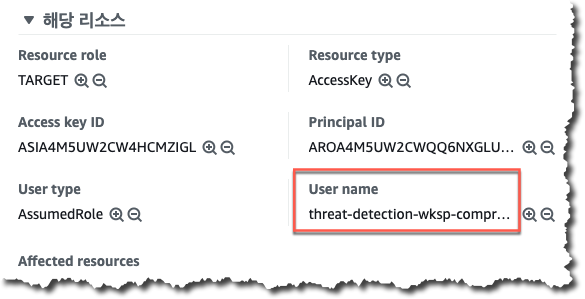 ▼ 해당 리소스
Resource role
TARGET
Resource type
AccessKey
Access key ID
ASIA4M5UW2CW4HCMZIGL
Principal ID
AROA4M5UW2CWQQ6NXGLU...
User type
AssumedRole
User name
threat-detection-wksp-compr...
Affected resources